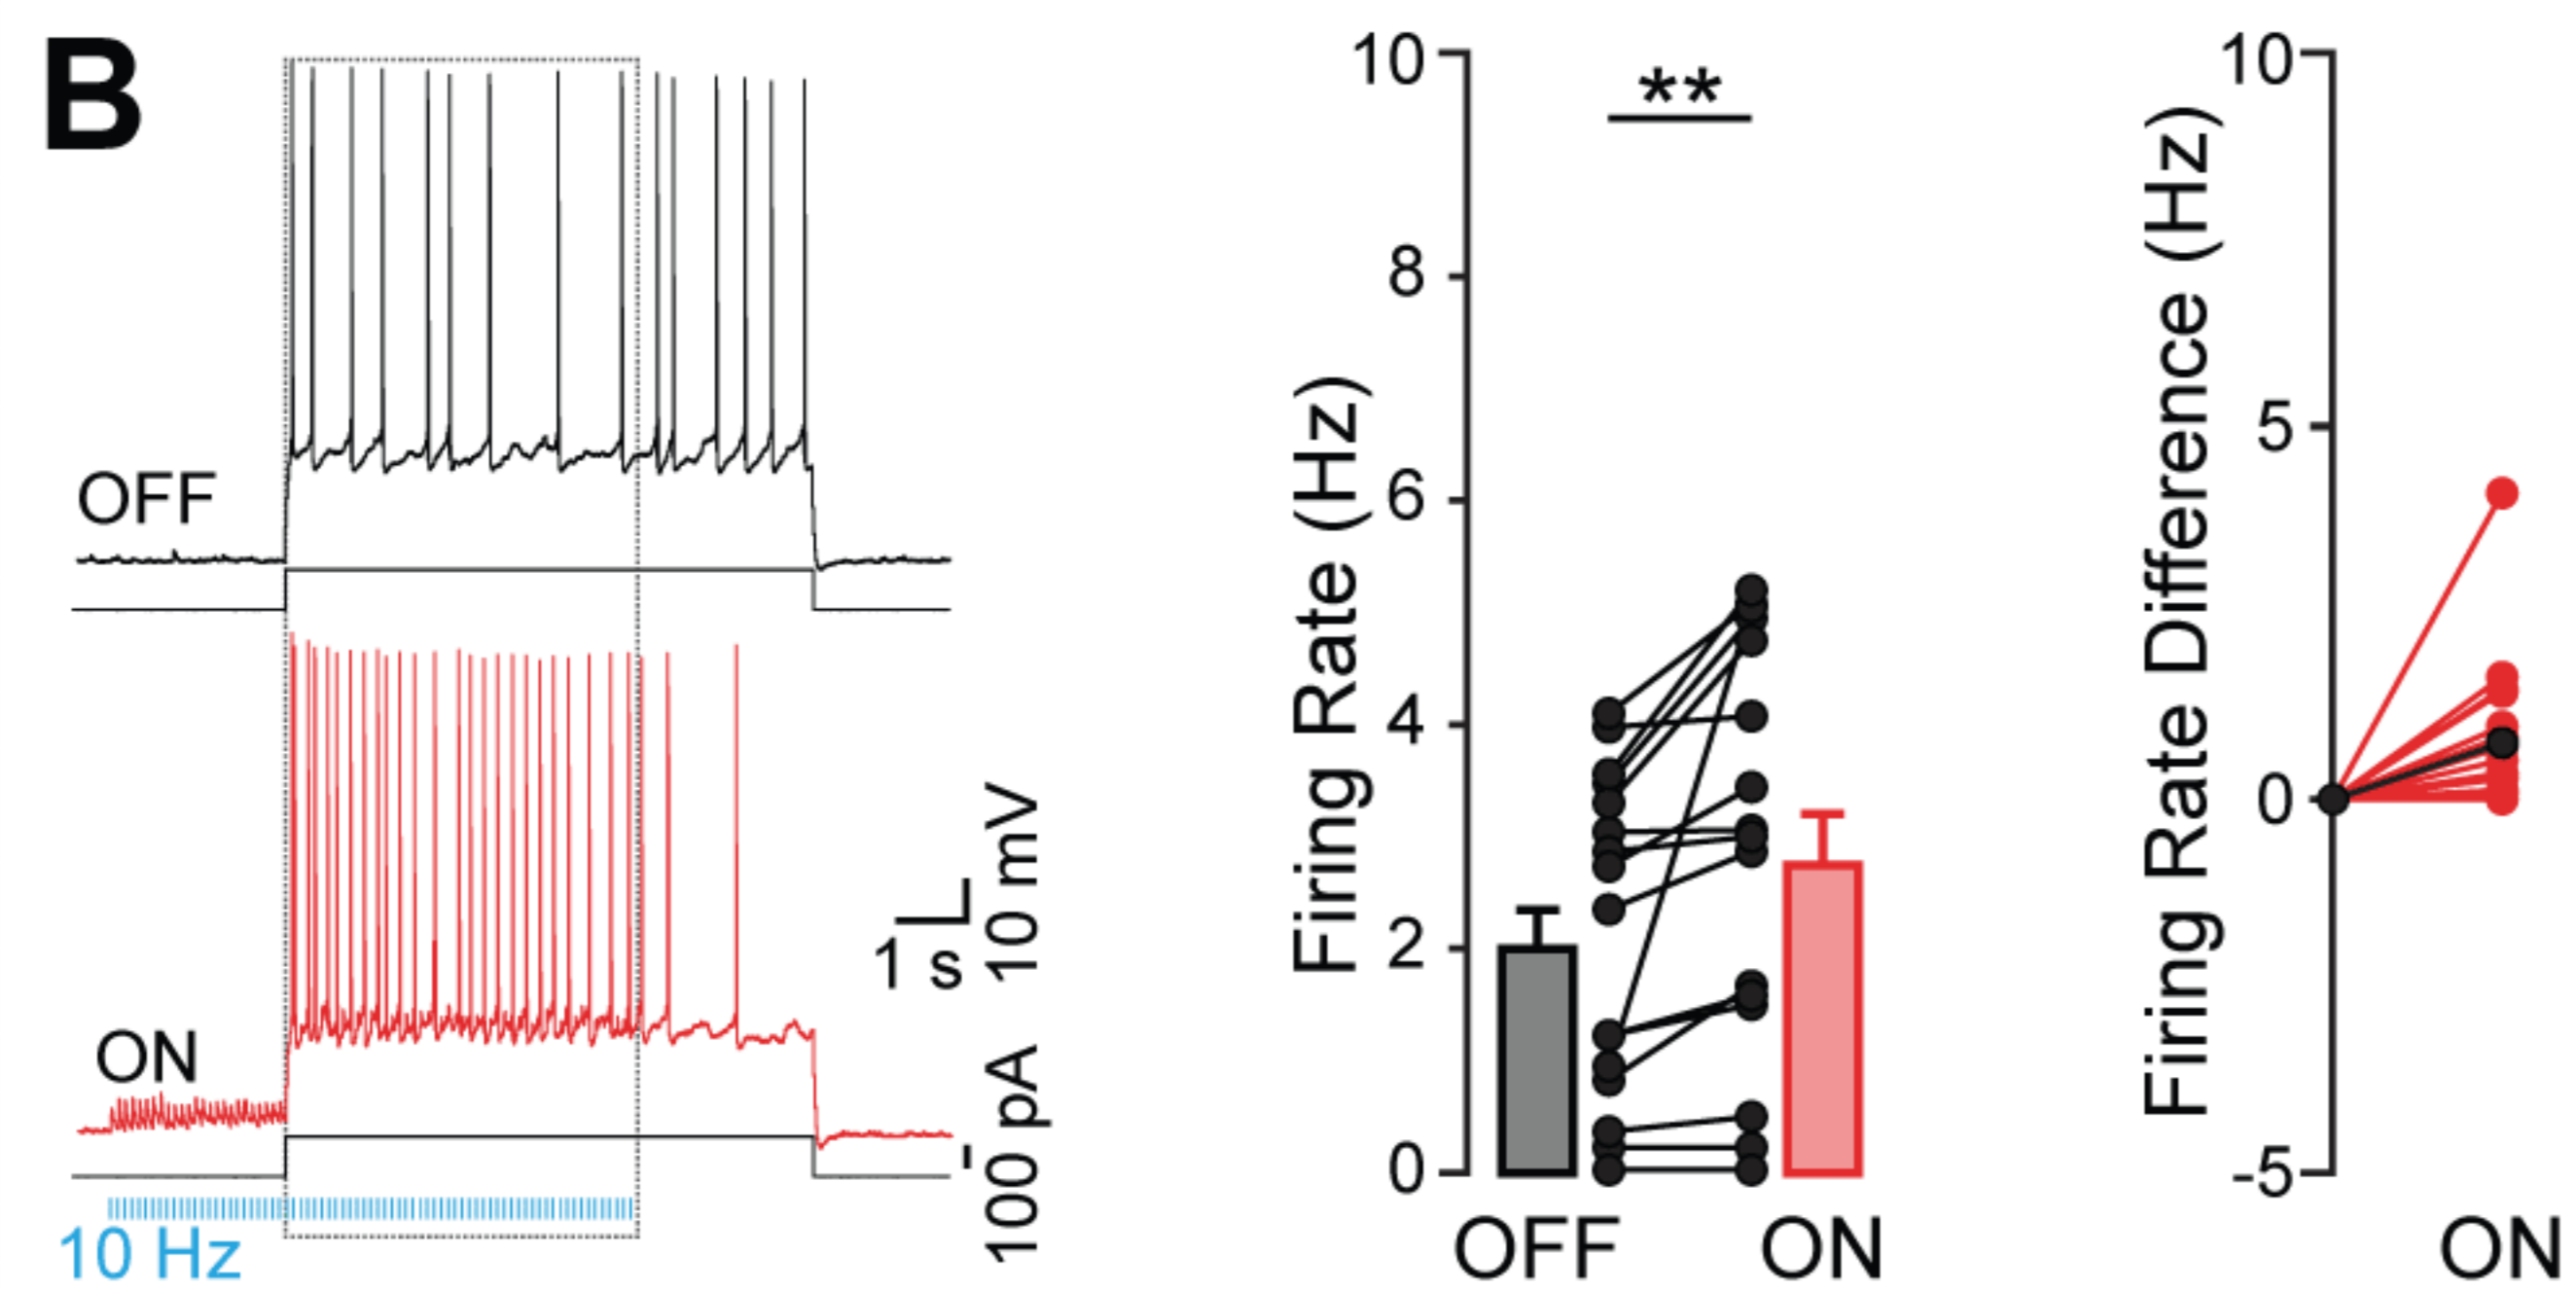 B
OFF
ON
10 Hz
1 s
10 mV
100 pA
Firing Rate (Hz)
10
8
6
4
2
0
**
OFF
ON
Firing Rate Difference (Hz)
10
5
0
-5
ON